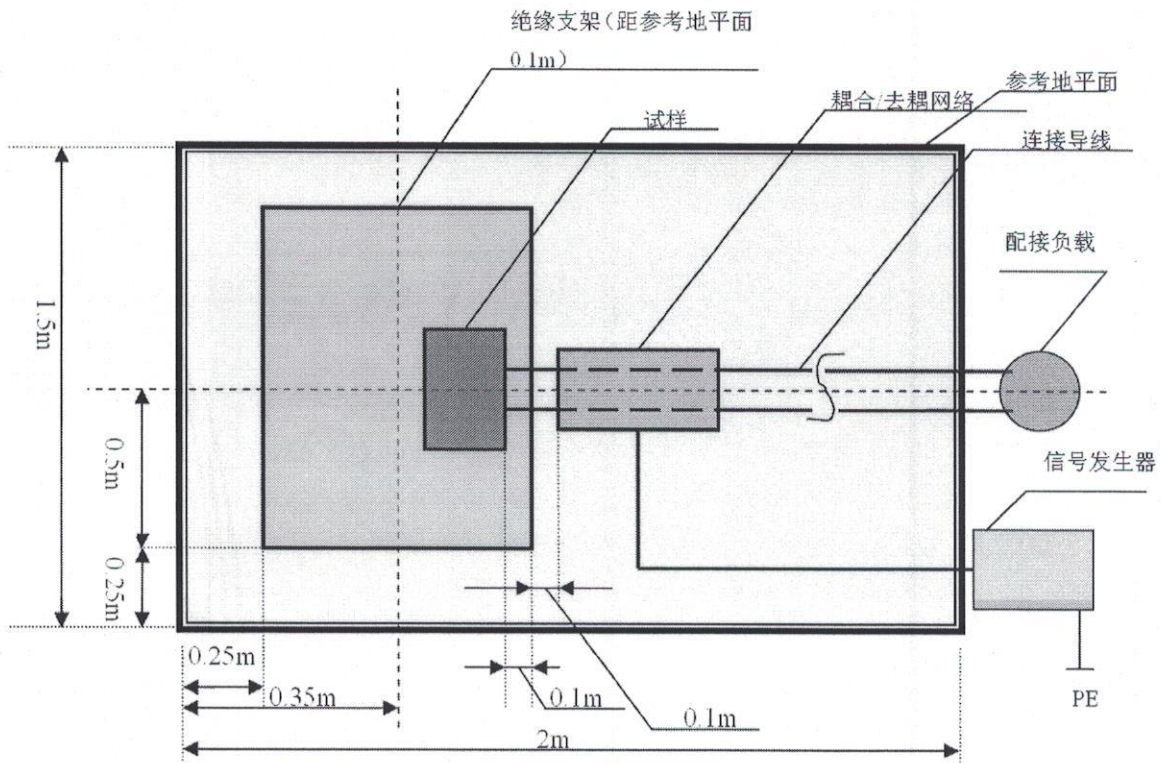 绝缘支架（距参考地平面
0.1m）
参考地平面
耦合/去耦网络
试样
连接导线
配接负载
1.5m
0.5m
信号发生器
0.25m
0.25m
0.35m
0.1m
0.1m
PE
2m